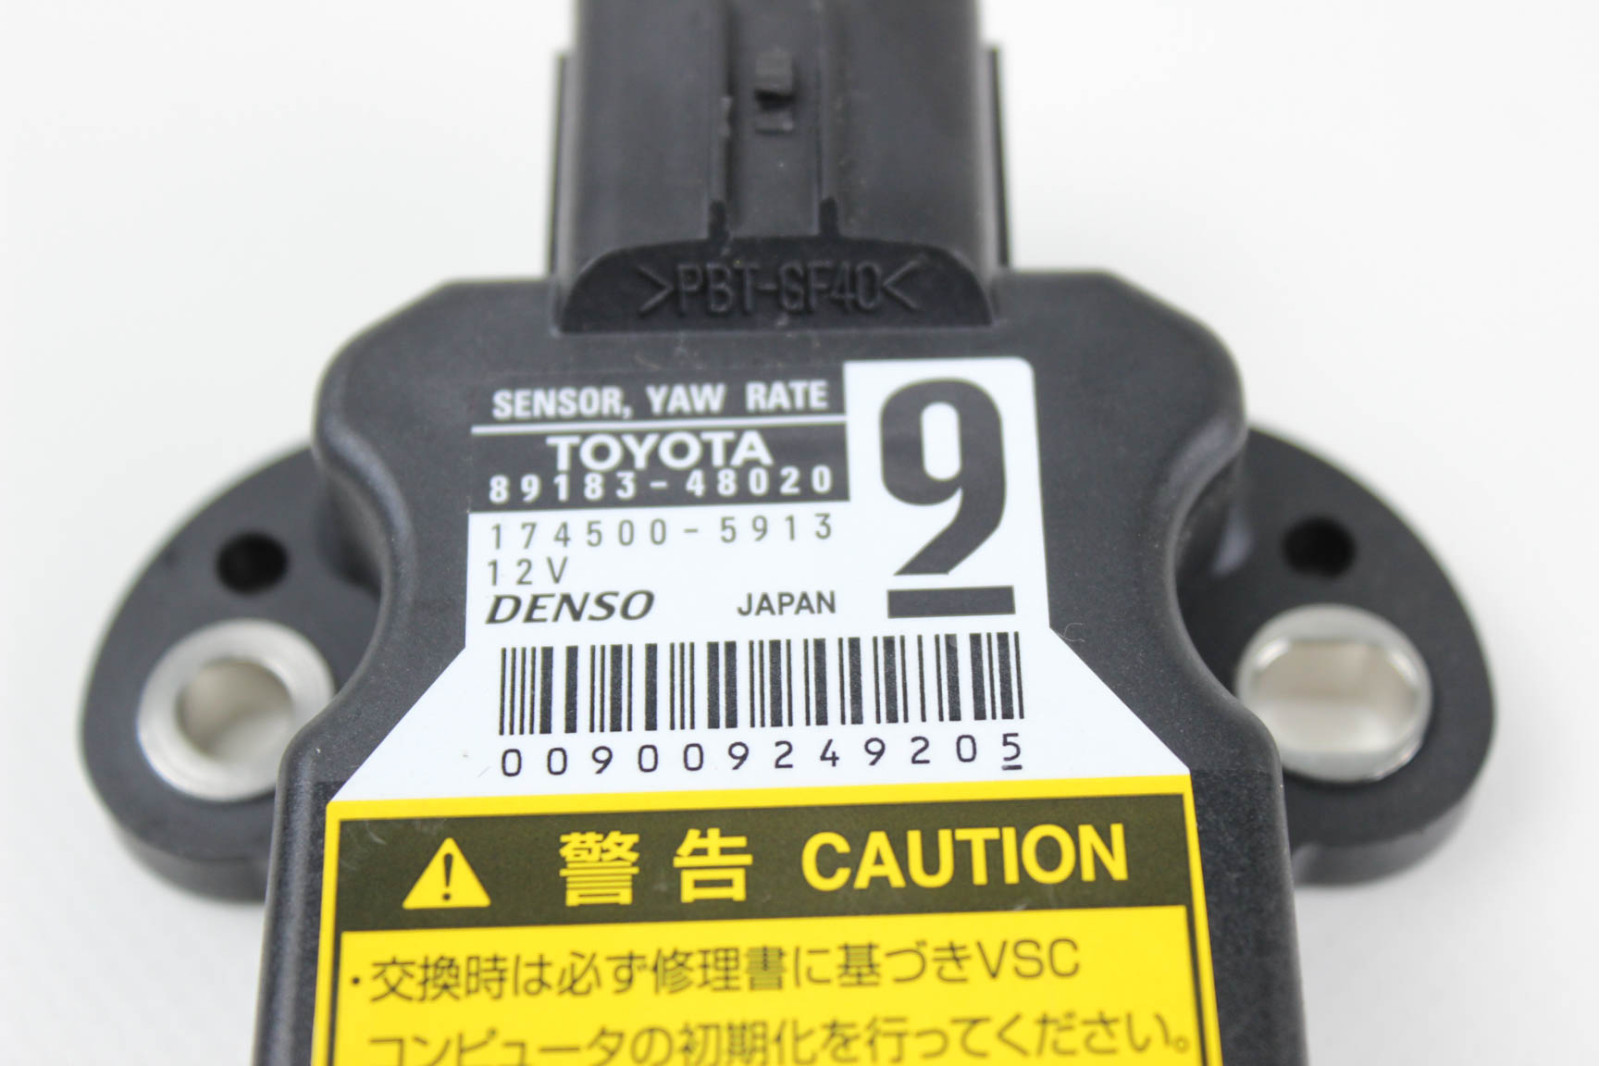 >PBT-GF40<
SENSOR, YAW RATE
TOYOTA
89183-48020
9
174500-5913
12V
DENSO JAPAN
009009249205
警告 CAUTION
・交換時は必ず修理書に基づきVSC
コンピュータの初期化を行ってください。